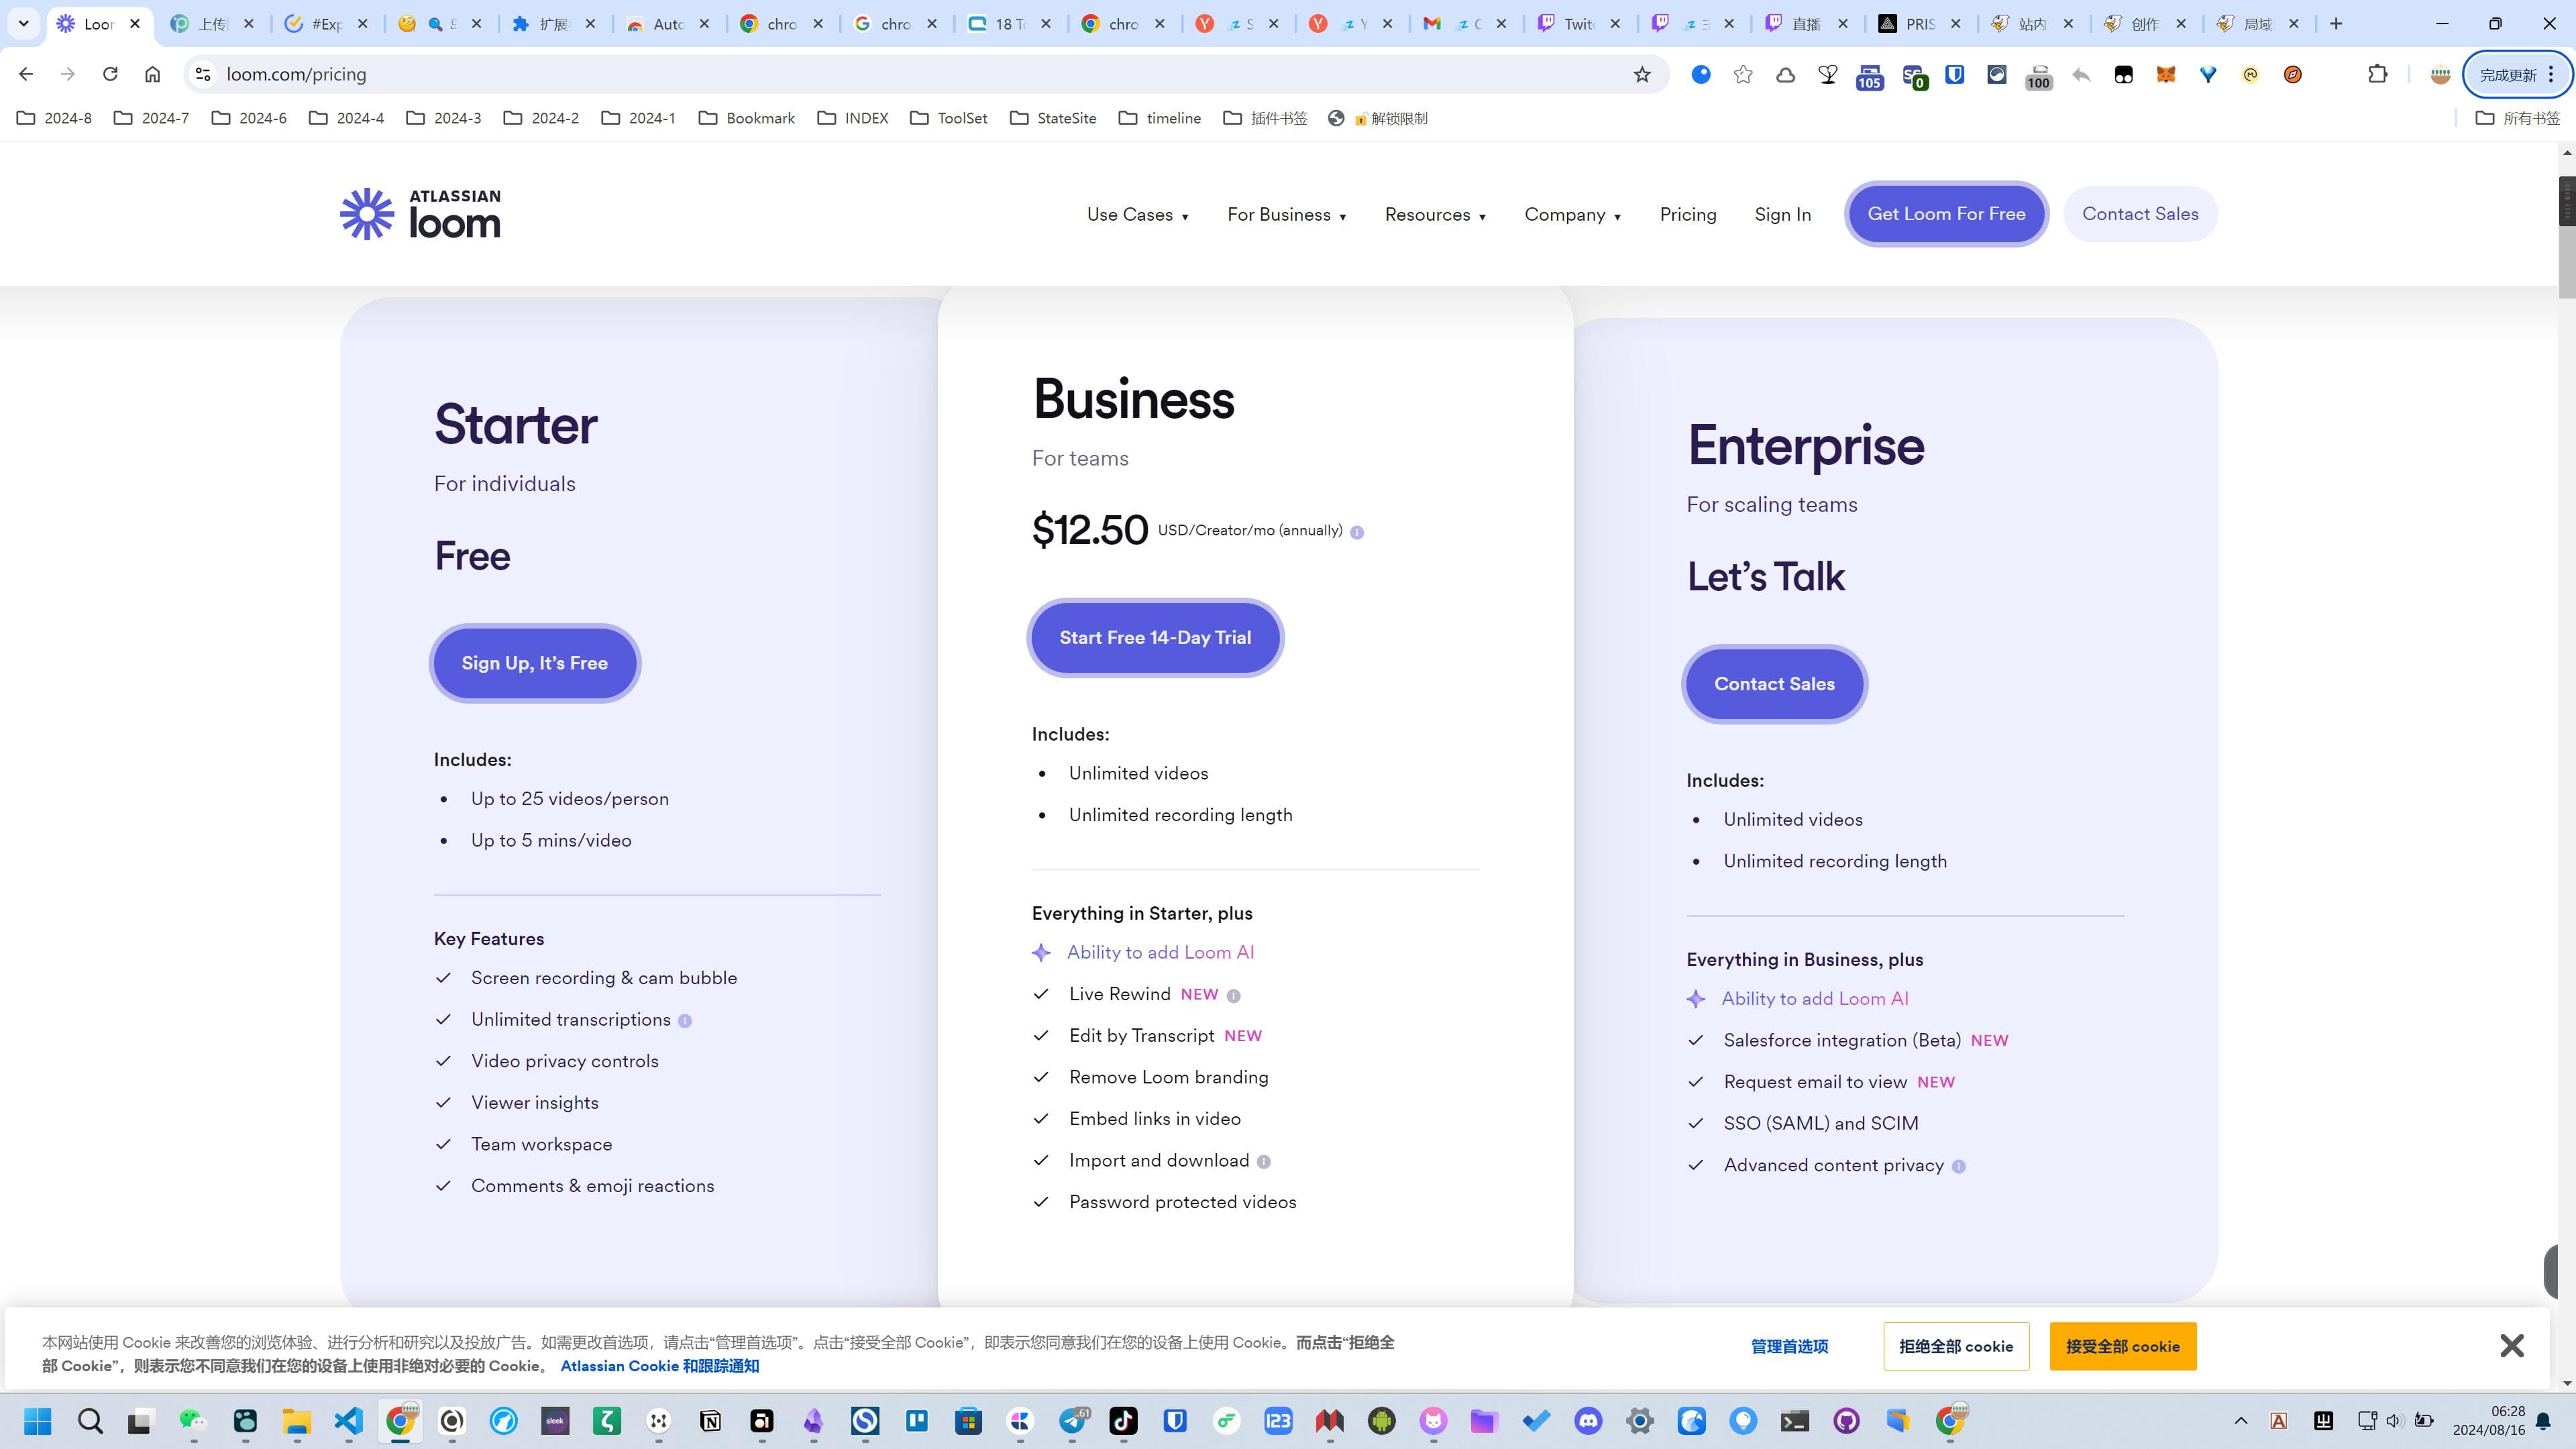 Loom
上传
#Exp
扩展
Auto
chro
chro
18 T
chro
S
Y
Twitc
直播
PRIS
站内
创作
局域
loom.com/pricing
105
0
100
完成更新
2024-8
2024-7
2024-6
2024-4
2024-3
2024-2
2024-1
Bookmark
INDEX
ToolSet
StateSite
timeline
插件书签
解锁限制
所有书签
ATLASSIAN
loom
Use Cases ▼
For Business ▼
Resources ▼
Company ▼
Pricing
Sign In
Get Loom For Free
Contact Sales
Starter
For individuals
Free
Sign Up, It’s Free
Includes:
• Up to 25 videos/person
• Up to 5 mins/video
Key Features
✓ Screen recording & cam bubble
✓ Unlimited transcriptions
✓ Video privacy controls
✓ Viewer insights
✓ Team workspace
✓ Comments & emoji reactions
Business
For teams
$12.50 USD/Creator/mo (annually)
Start Free 14-Day Trial
Includes:
• Unlimited videos
• Unlimited recording length
Everything in Starter, plus
Ability to add Loom AI
✓ Live Rewind NEW
✓ Edit by Transcript NEW
✓ Remove Loom branding
✓ Embed links in video
✓ Import and download
✓ Password protected videos
Enterprise
For scaling teams
Let’s Talk
Contact Sales
Includes:
• Unlimited videos
• Unlimited recording length
Everything in Business, plus
Ability to add Loom AI
✓ Salesforce integration (Beta) NEW
✓ Request email to view NEW
✓ SSO (SAML) and SCIM
✓ Advanced content privacy
本网站使用 Cookie 来改善您的浏览体验、进行分析和研究以及投放广告。如需更改首选项，请点击“管理首选项”。点击“接受全部 Cookie”，即表示您同意我们在您的设备上使用 Cookie。而点击“拒绝全
部 Cookie”，则表示您不同意我们在您的设备上使用非绝对必要的 Cookie。 Atlassian Cookie 和跟踪通知
管理首选项
拒绝全部 cookie
接受全部 cookie
sleek
61
123
06:28
2024/08/16